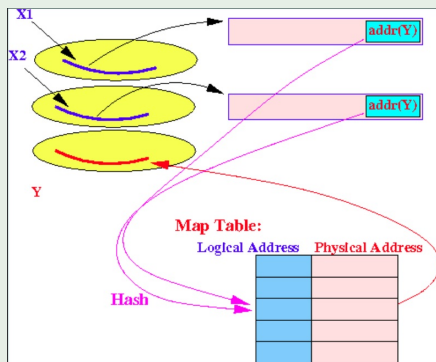 X1
addr(Y)
X2
addr(Y)
Y
Map Table:
Logical Address Physical Address
Hash